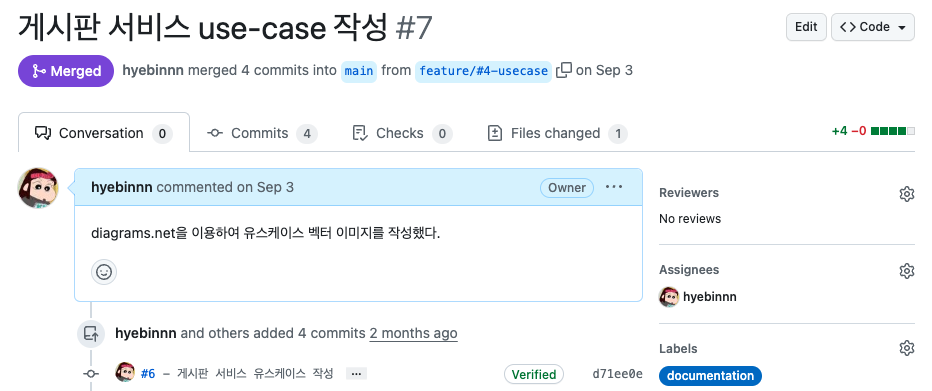 게시판 서비스 use-case 작성 #7
Edit
<> Code
Merged
hyebinnn merged 4 commits into main from feature/#4-usecase on Sep 3
Conversation 0
Commits 4
Checks 0
Files changed 1
+4 −0
hyebinnn commented on Sep 3
Owner
diagrams.net을 이용하여 유스케이스 벡터 이미지를 작성했다.
Reviewers
No reviews
Assignees
hyebinnn
Labels
documentation
hyebinnn and others added 4 commits 2 months ago
#6 – 게시판 서비스 유스케이스 작성 …
Verified
d71ee0e